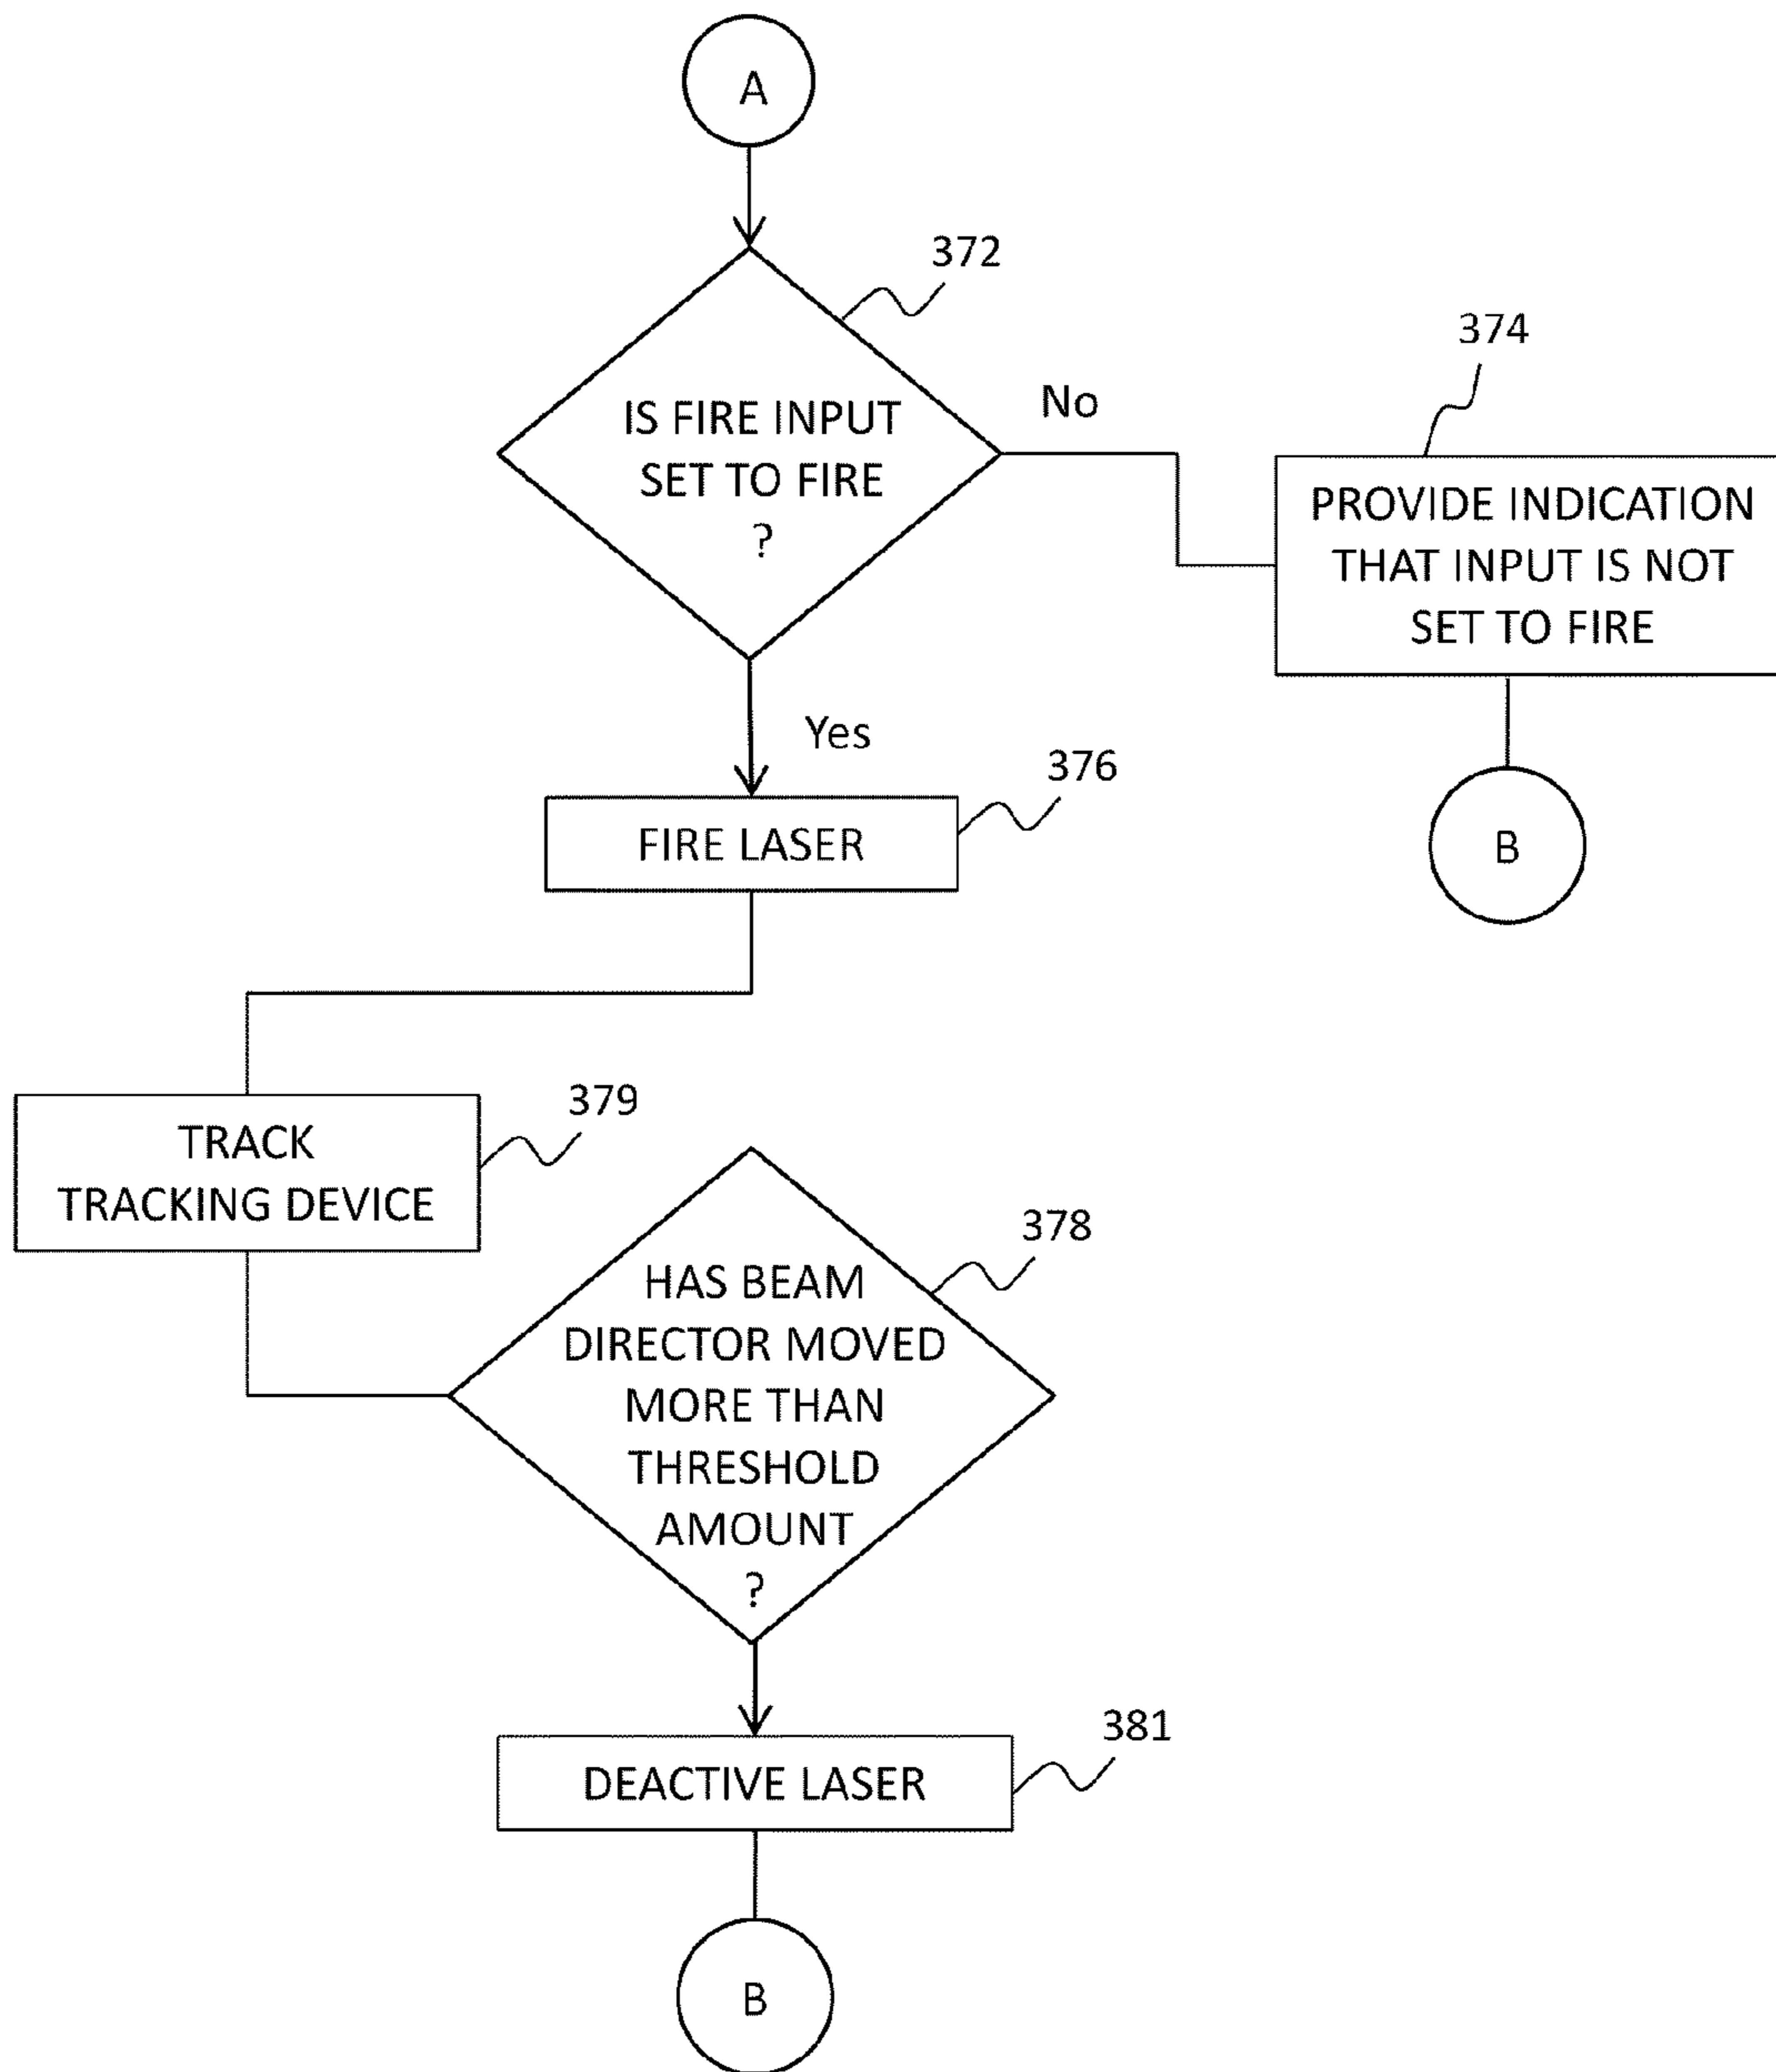 A
372
IS FIRE INPUT
SET TO FIRE
?
No
374
PROVIDE INDICATION
THAT INPUT IS NOT
SET TO FIRE
Yes
376
FIRE LASER
B
379
TRACK
TRACKING DEVICE
378
HAS BEAM
DIRECTOR MOVED
MORE THAN
THRESHOLD
AMOUNT
?
381
DEACTIVE LASER
B